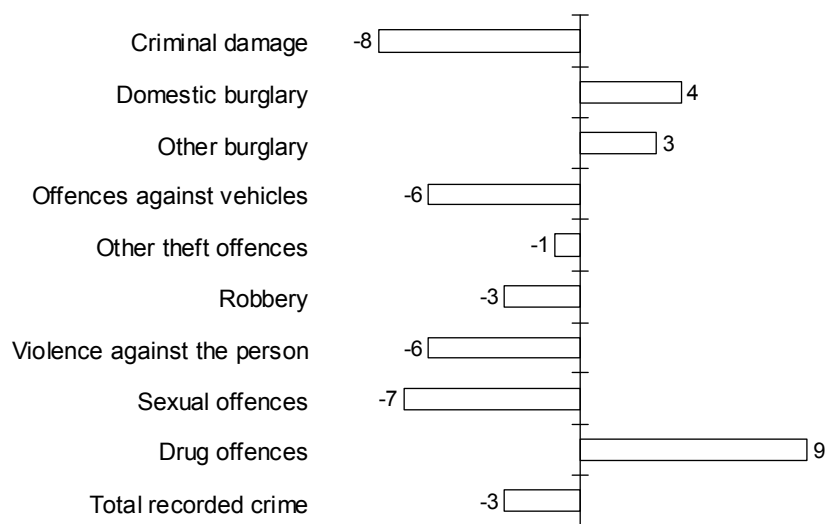 Criminal damage -8
Domestic burglary 4
Other burglary 3
Offences against vehicles -6
Other theft offences -1
Robbery -3
Violence against the person -6
Sexual offences -7
Drug offences 9
Total recorded crime -3